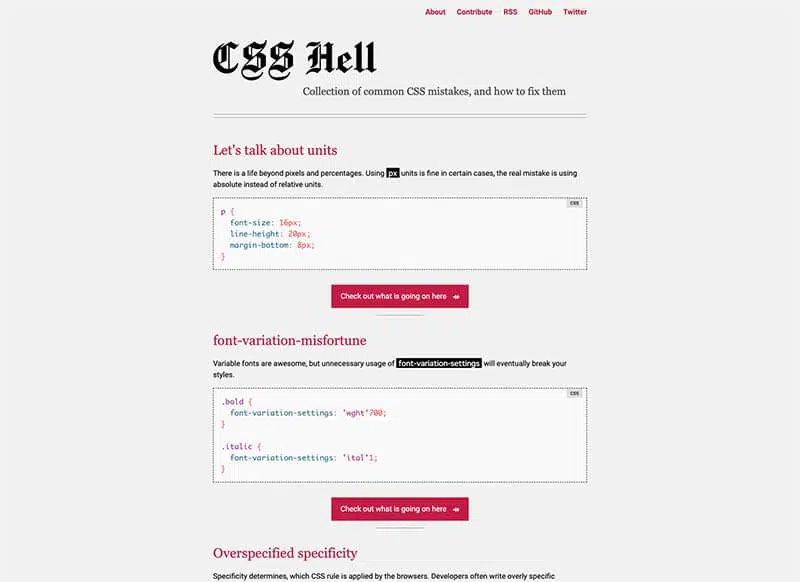 About Contribute RSS GitHub Twitter
CSS Hell
Collection of common CSS mistakes, and how to fix them
Let's talk about units
There is a life beyond pixels and percentages. Using px units is fine in certain cases, the real mistake is using
absolute instead of relative units.
css
p {
font-size: 16px;
line-height: 20px;
margin-bottom: 8px;
}
Check out what is going on here ↠
font-variation-misfortune
Variable fonts are awesome, but unnecessary usage of font-variation-settings will eventually break your
styles.
css
.bold {
font-variation-settings: 'wght'700;
}
.italic {
font-variation-settings: 'ital'1;
}
Check out what is going on here ↠
Overspecified specificity
Specificity determines, which CSS rule is applied by the browsers. Developers often write overly specific